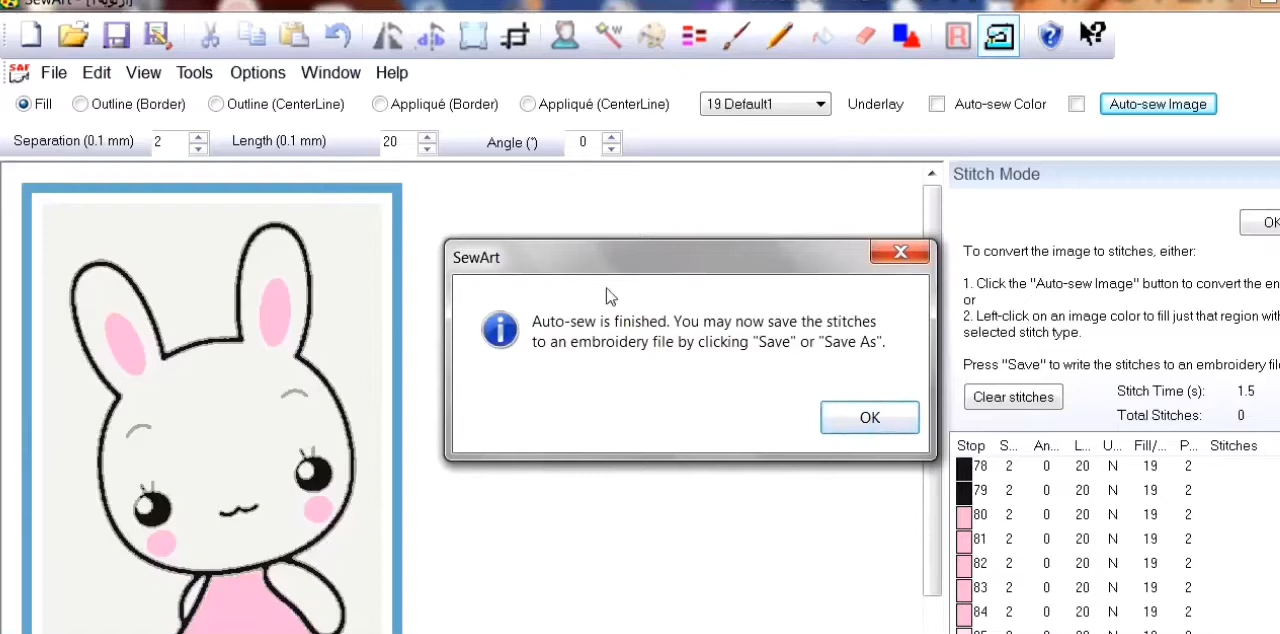 SewArt
SAF
File Edit View Tools Options Window Help
Fill Outline (Border) Outline (CenterLine) Appliqué (Border) Appliqué (CenterLine) 19 Default1 Underlay Auto-sew Color Auto-sew Image
Separation (0.1 mm) 2 Length (0.1 mm) 20 Angle (°) 0
Stitch Mode
OK
To convert the image to stitches, either:
1. Click the "Auto-sew Image" button to convert the
or
2. Left-click on an image color to fill just that region
selected stitch type.
Press "Save" to write the stitches to an embroidery
Clear stitches Stitch Time (s): 1.5
Total Stitches: 0
Stop S... An... L... U... Fill/... P... Stitches
78 2 0 20 N 19 2
79 2 0 20 N 19 2
80 2 0 20 N 19 2
81 2 0 20 N 19 2
82 2 0 20 N 19 2
83 2 0 20 N 19 2
84 2 0 20 N 19 2
SewArt
Auto-sew is finished. You may now save the stitches
to an embroidery file by clicking "Save" or "Save As".
OK